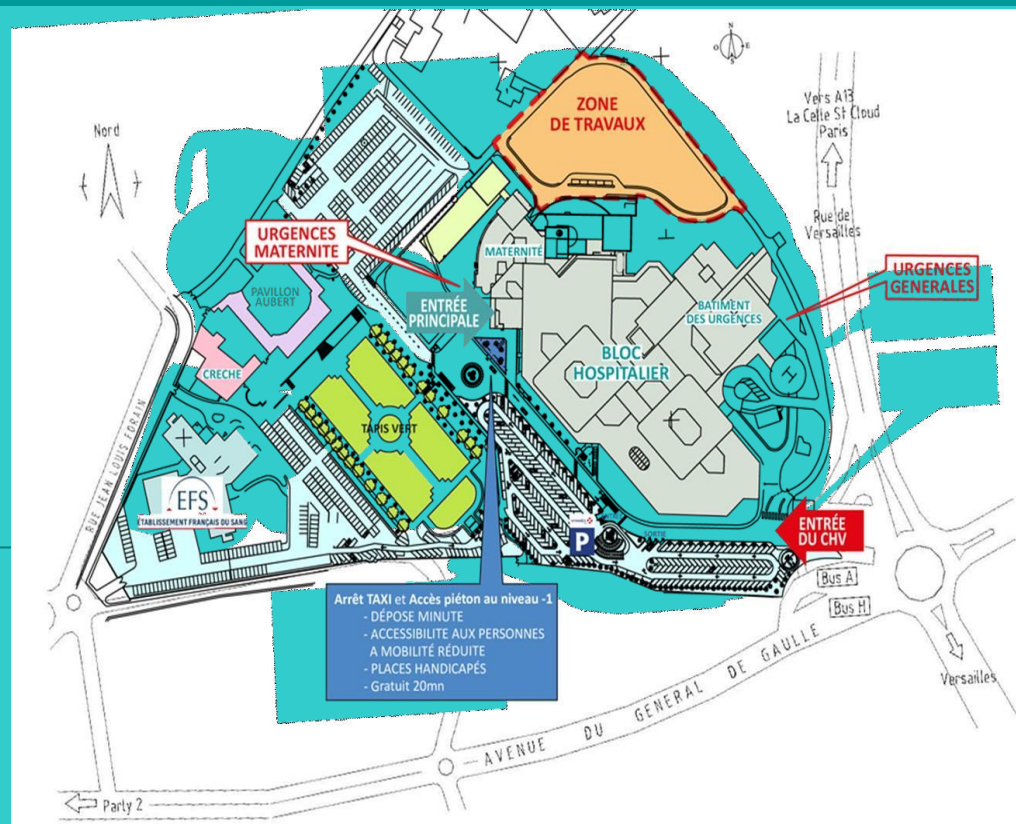 N
O
E
S
Nord
ZONE
DE TRAVAUX
Vers A13
La Celle St Cloud
Paris
Rue de
Versailles
URGENCES
MATERNITE
MATERNITÉ
URGENCES
GENERALES
PAVILLON
AUBERT
ENTRÉE
PRINCIPALE
BATIMENT
DES URGENCES
BLOC
HOSPITALIER
H
CRECHE
TAPIS VERT
RUE JEAN LOUIS FORAIN
EFS
ÉTABLISSEMENT FRANÇAIS DU SANG
P
SORTIE
ENTRÉE
DU CHV
Bus A
Bus H
Arrêt TAXI et Accès piéton au niveau -1
- DÉPOSE MINUTE
- ACCESSIBILITE AUX PERSONNES
A MOBILITÉ RÉDUITE
- PLACES HANDICAPÉS
- Gratuit 20mn
Versailles
AVENUE DU GENERAL DE GAULLE
Parly 2